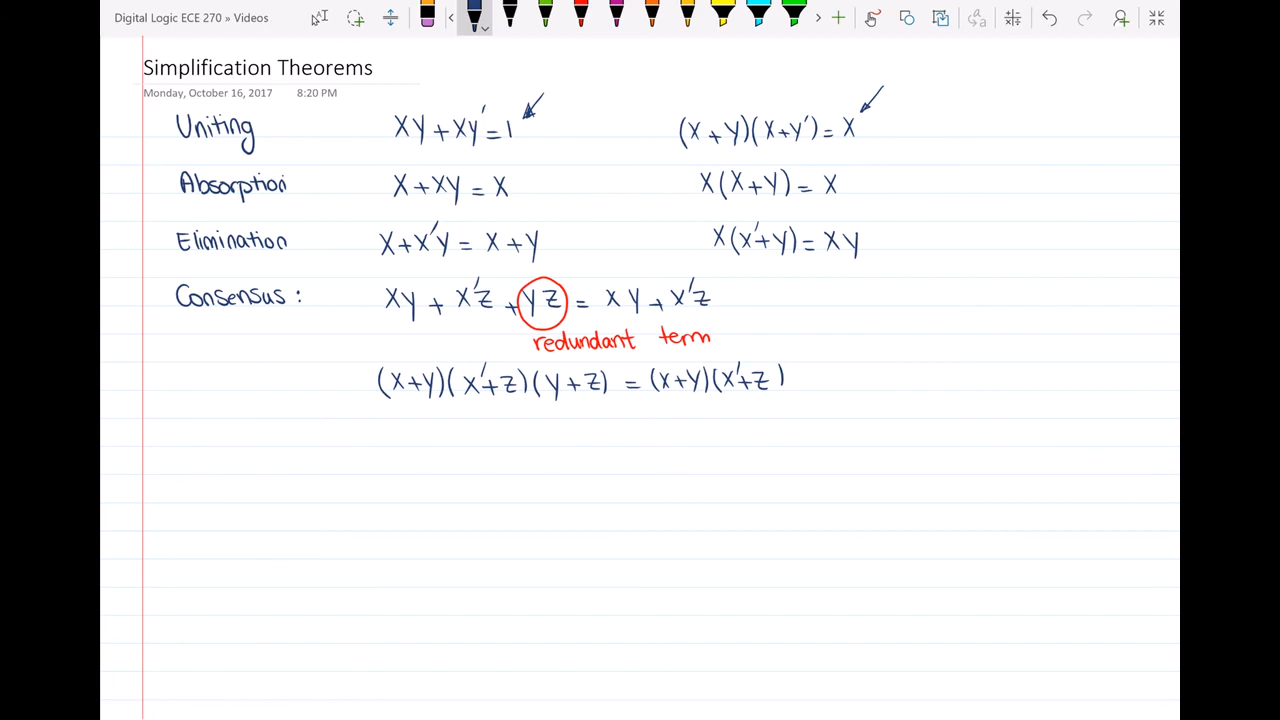 Digital Logic ECE 270 » Videos
Simplification Theorems
Monday, October 16, 2017 8:20 PM
Uniting XY + XY' = 1 (X + Y)(X + Y') = X
Absorption X + XY = X X(X + Y) = X
Elimination X + X'Y = X + Y X(X' + Y) = XY
Consensus : XY + X'Z + YZ = XY + X'Z
redundant term
(X + Y)(X' + Z)(Y + Z) = (X + Y)(X' + Z)